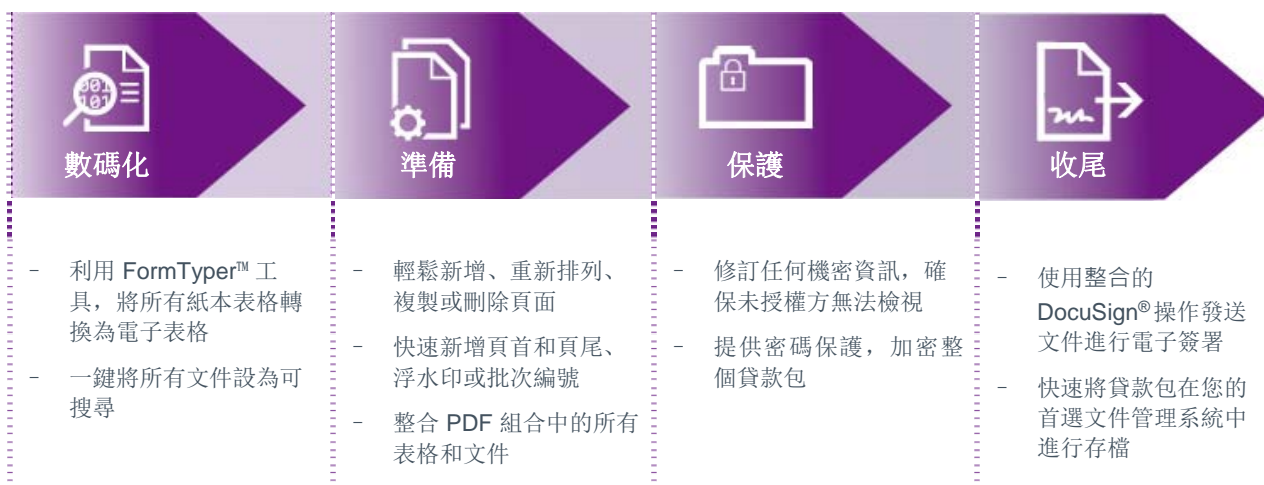 001
101
數碼化
準備
保護
收尾
– 利用 FormTyper™ 工
具，將所有紙本表格轉
換為電子表格
– 一鍵將所有文件設為可
搜尋
– 輕鬆新增、重新排列、
複製或刪除頁面
– 快速新增頁首和頁尾、
浮水印或批次編號
– 整合 PDF 組合中的所有
表格和文件
– 修訂任何機密資訊，確
保未授權方無法檢視
– 提供密碼保護，加密整
個貸款包
– 使用整合的
DocuSign® 操作發送
文件進行電子簽署
– 快速將貸款包在您的
首選文件管理系統中
進行存檔